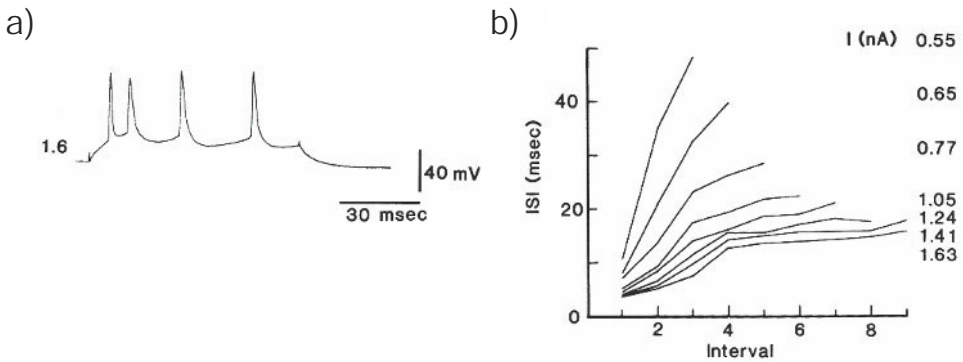 a)
1.6
40 mV
30 msec
b)
I (nA) 0.55
0.65
0.77
1.05
1.24
1.41
1.63
ISI (msec)
40
20
0
2 4 6 8
Interval